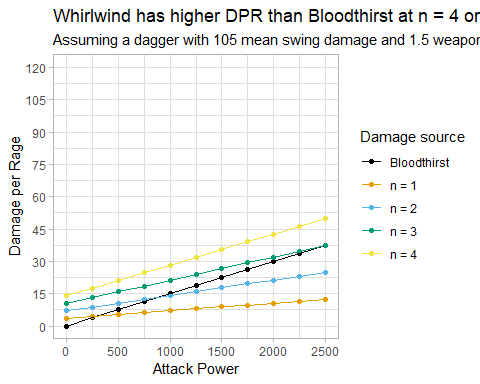 Whirlwind has higher DPR than Bloodthirst at n = 4 or
Assuming a dagger with 105 mean swing damage and 1.5 weapor
120
105
90
75
60
45
30
15
0
Damage per Rage
0 500 1000 1500 2000 2500
Attack Power
Damage source
Bloodthirst
n = 1
n = 2
n = 3
n = 4